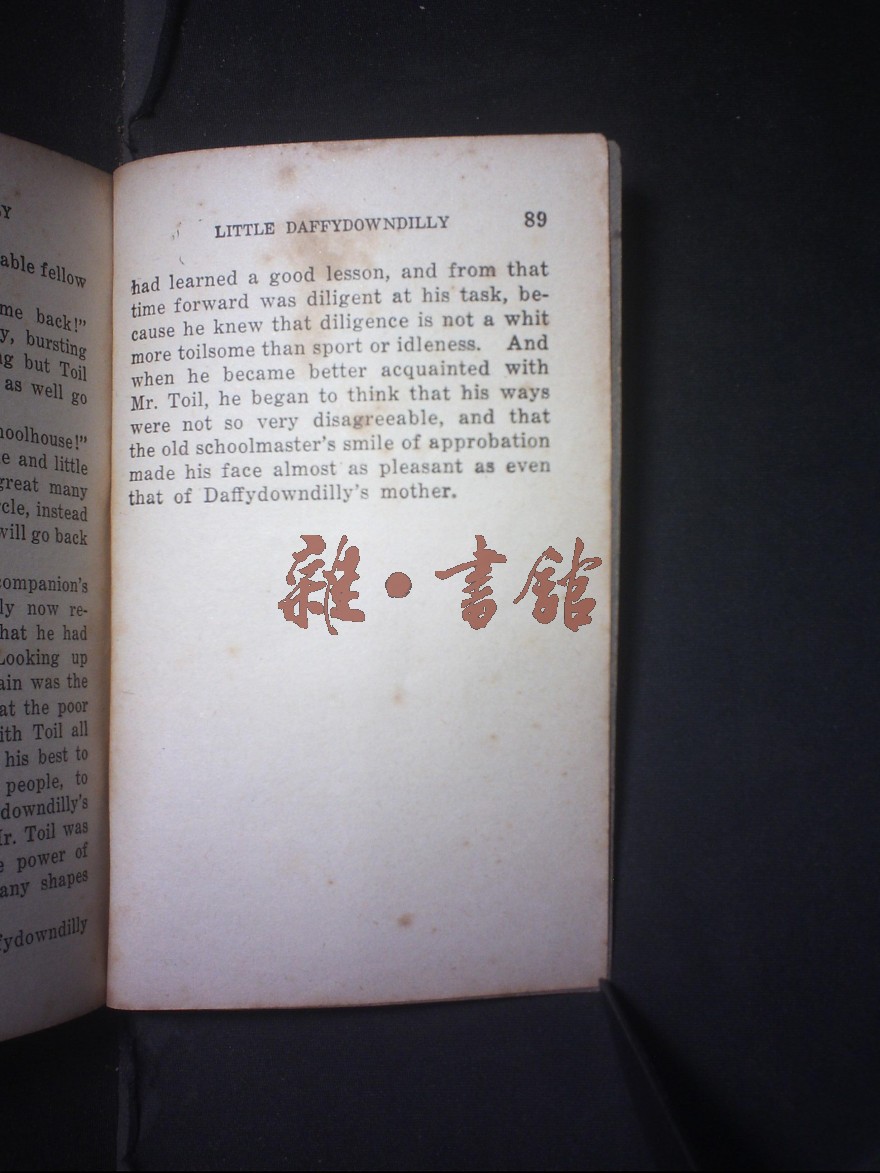 LY
able fellow
me back!"
y, bursting
ng but Toil
as well go
hoolhouse!"
e and little
great many
rcle, instead
will go back
companion's
ly now re-
hat he had
Looking up
ain was the
at the poor
ith Toil all
his best to
people, to
downdilly's
Mr. Toil was
e power of
any shapes
fydowndilly
LITTLE DAFFYDOWNDILLY 89
had learned a good lesson, and from that
time forward was diligent at his task, be-
cause he knew that diligence is not a whit
more toilsome than sport or idleness. And
when he became better acquainted with
Mr. Toil, he began to think that his ways
were not so very disagreeable, and that
the old schoolmaster's smile of approbation
made his face almost as pleasant as even
that of Daffydowndilly's mother.
雜·書館